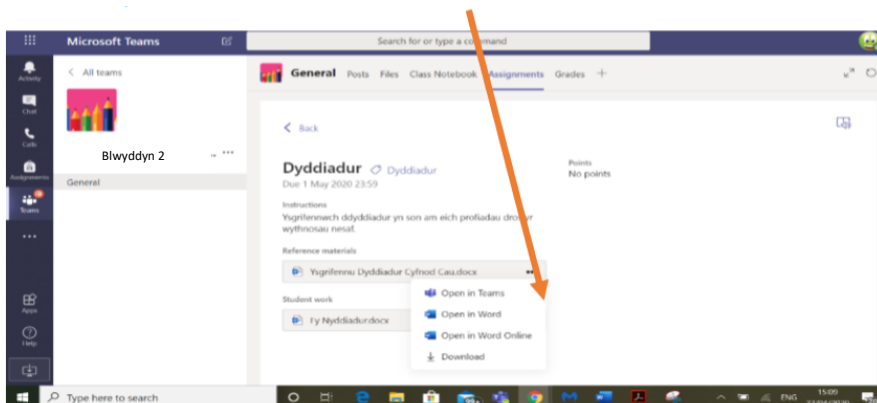 Microsoft Teams
Search for or type a command
Activity
Chat
Calls
Assignments
Teams
Apps
Help
All teams
Blwyddyn 2
General
General Posts Files Class Notebook Assignments Grades
Back
Dyddiadur Dyddiadur
Due 1 May 2020 23:59
Points
No points
Instructions
Ysgrifennwch ddyddiadur yn son am eich profiadau dros yr
wythnosau nesaf.
Reference materials
Ysgrifennu Dyddiadur Cyfnod Cau.docx
Student work
Fy Nyddiadur.docx
Open in Teams
Open in Word
Open in Word Online
Download
Type here to search
99+
ENG
15:09